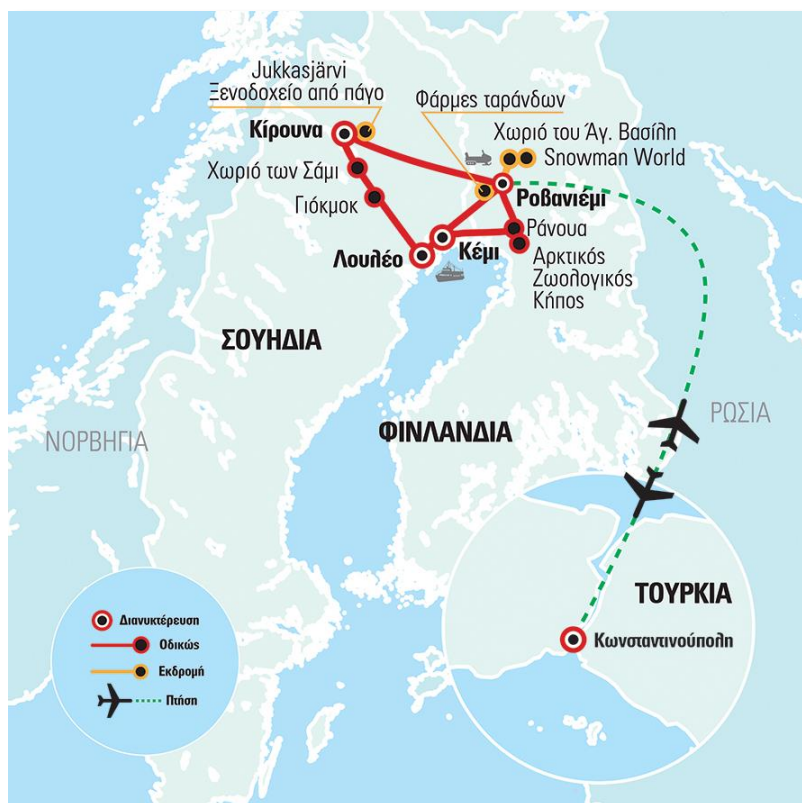 Jukkasjärvi
Ξενοδοχείο από πάγο
Φάρμες ταράνδων
Κίρουνα
Χωριό του Άγ. Βασίλη
Snowman World
Χωριό των Σάμι
Ροβανιέμι
Γιόκμοκ
Ράνουα
Λουλέο
Κέμι
Αρκτικός
Ζωολογικός
Κήπος
ΣΟΥΗΔΙΑ
ΝΟΡΒΗΓΙΑ
ΦΙΝΛΑΝΔΙΑ
ΡΩΣΙΑ
ΤΟΥΡΚΙΑ
Κωνσταντινούπολη
Διανυκτέρευση
Οδικώς
Εκδρομή
Πτήση